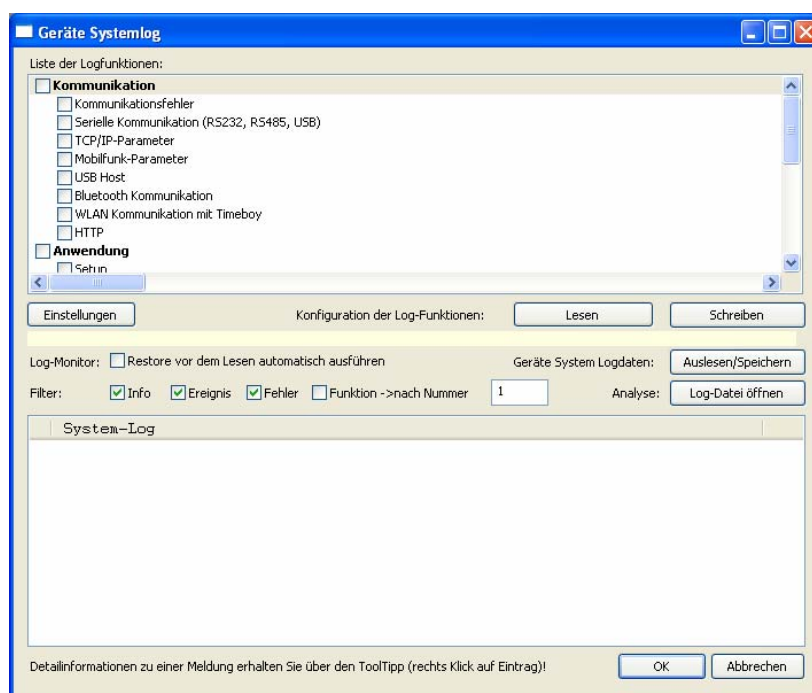 Geräte Systemlog
Liste der Logfunktionen:
Kommunikation
Kommunikationsfehler
Serielle Kommunikation (RS232, RS485, USB)
TCP/IP-Parameter
Mobilfunk-Parameter
USB Host
Bluetooth Kommunikation
WLAN Kommunikation mit Timeboy
HTTP
Anwendung
Setup
Einstellungen Konfiguration der Log-Funktionen: Lesen Schreiben
Log-Monitor: Restore vor dem Lesen automatisch ausführen Geräte System Logdaten: Auslesen/Speichern
Filter: Info Ereignis Fehler Funktion ->nach Nummer 1 Analyse: Log-Datei öffnen
System-Log
Detailinformationen zu einer Meldung erhalten Sie über den ToolTipp (rechts Klick auf Eintrag)! OK Abbrechen